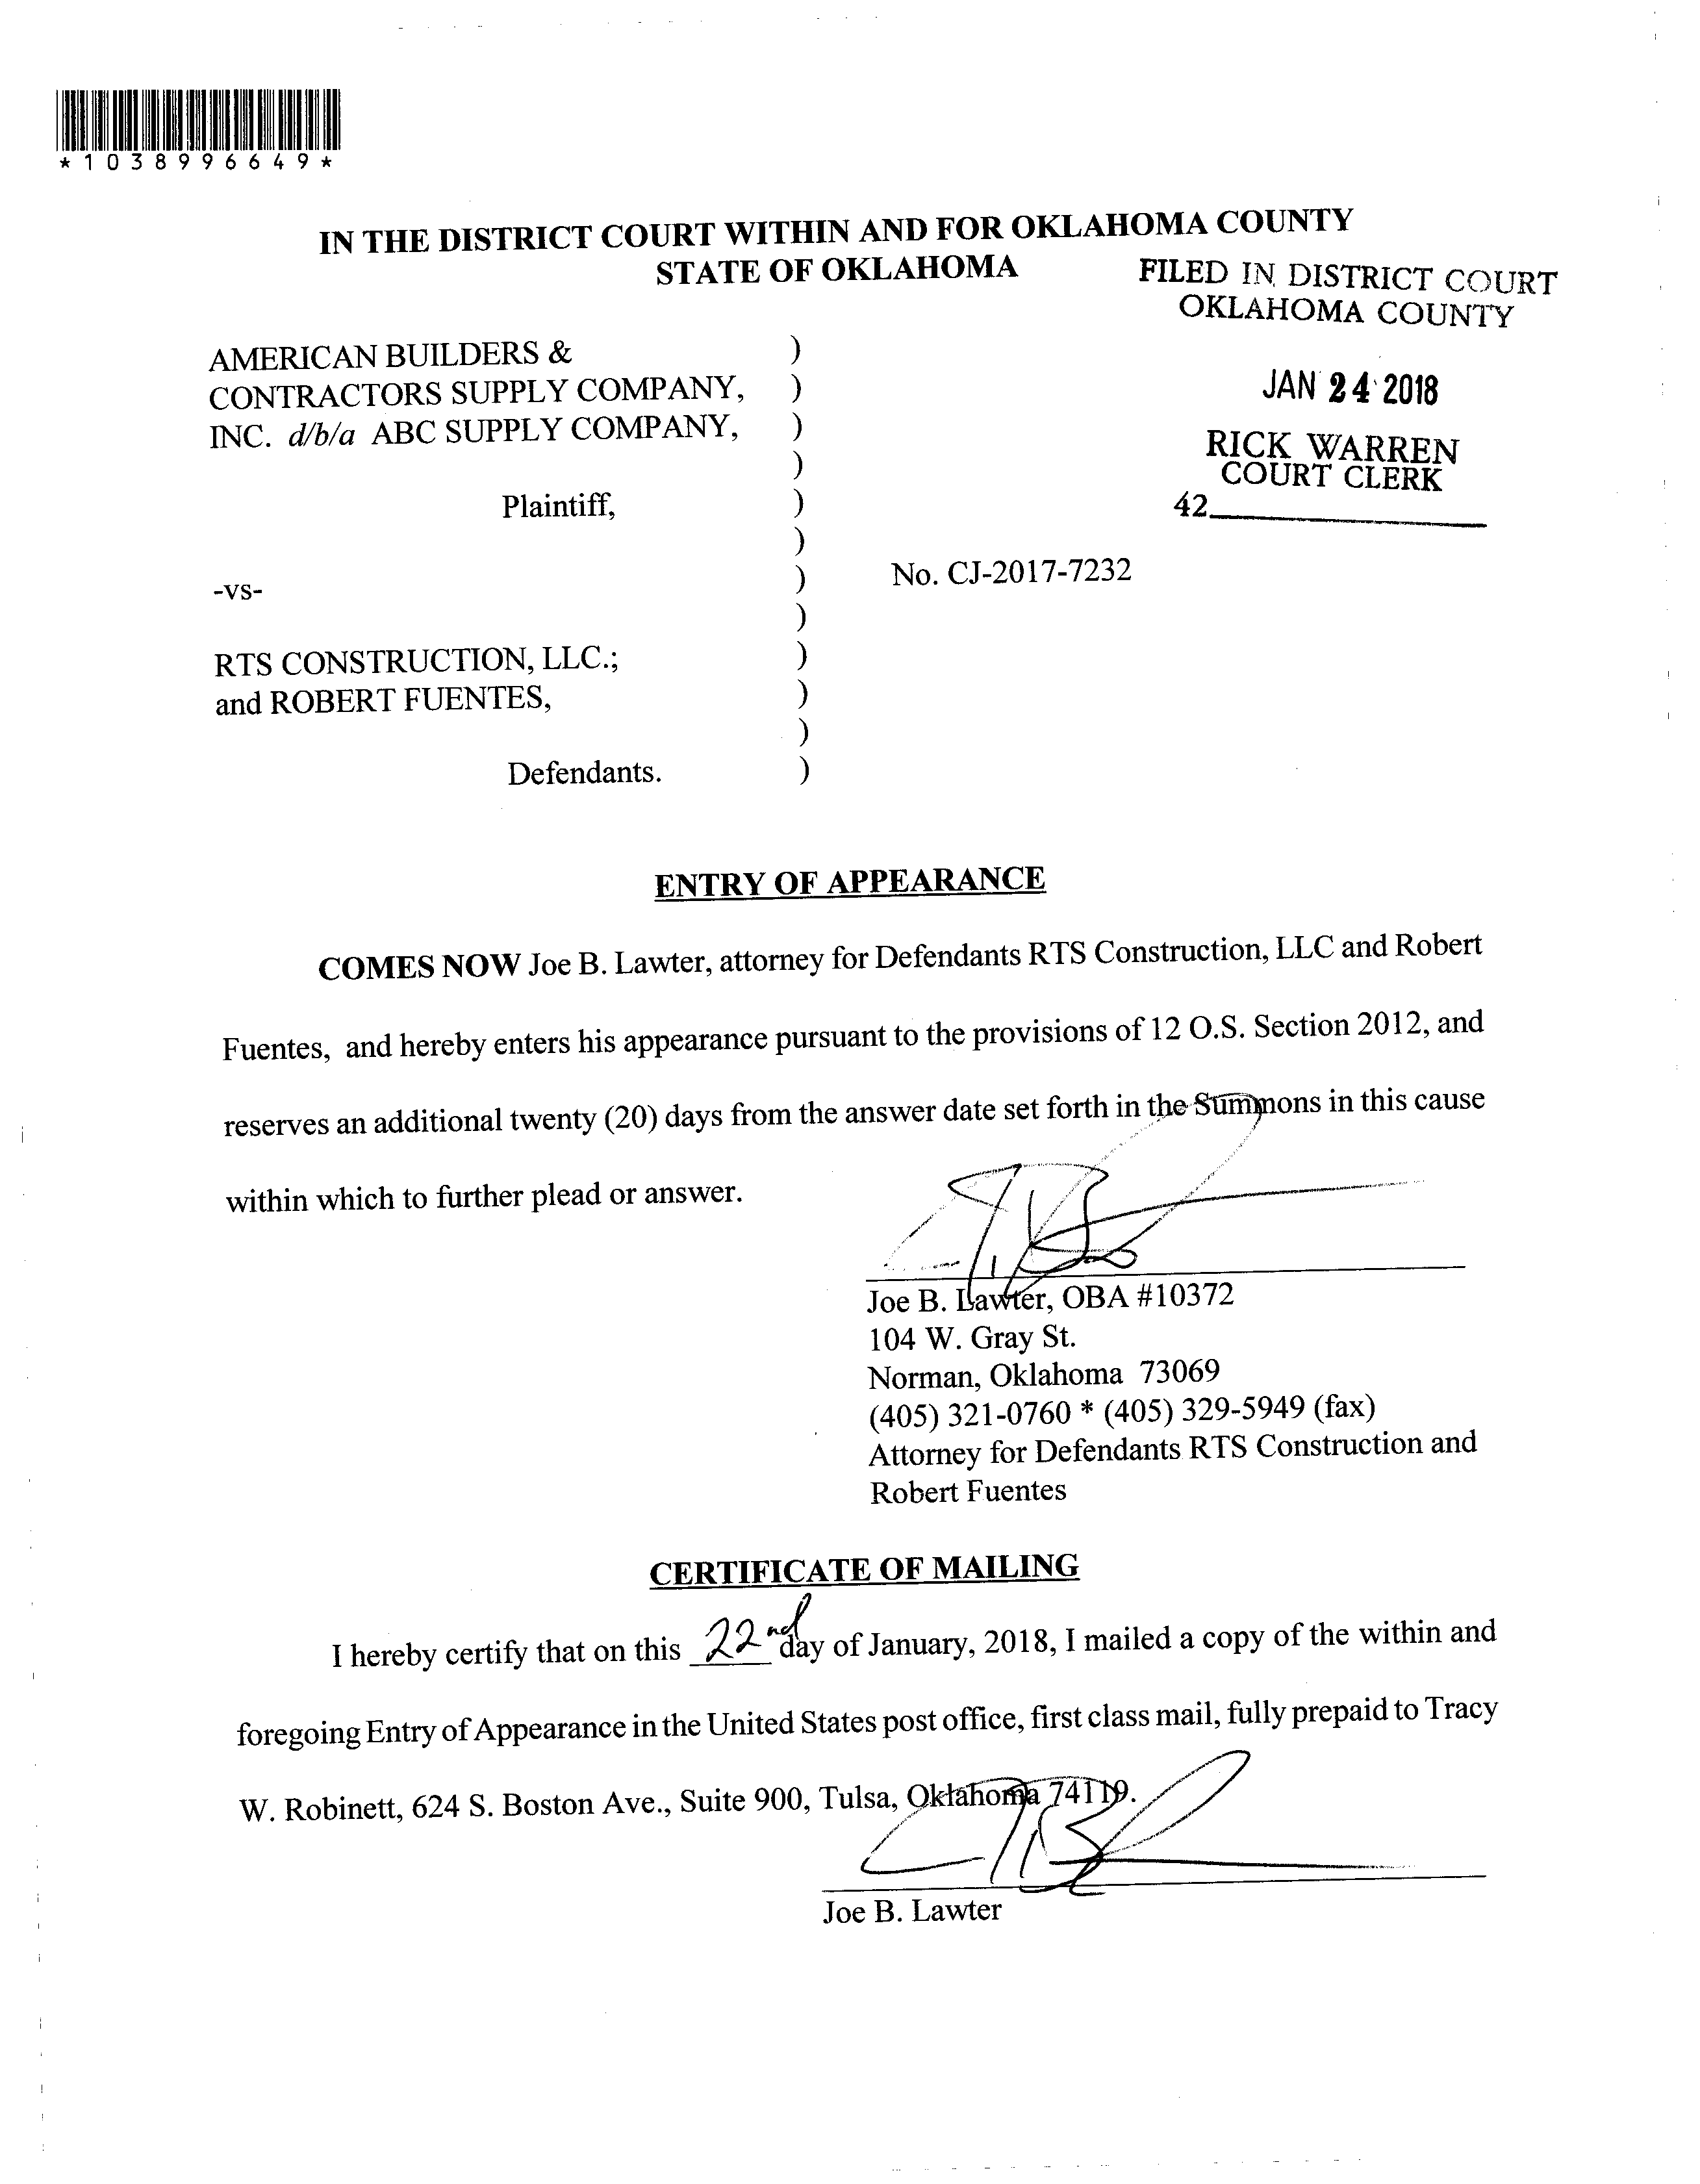 *1038996649*
IN THE DISTRICT COURT WITHIN AND FOR OKLAHOMA COUNTY
STATE OF OKLAHOMA
FILED IN DISTRICT COURT
OKLAHOMA COUNTY
JAN 24 2018
RICK WARREN
COURT CLERK
42
AMERICAN BUILDERS & )
CONTRACTORS SUPPLY COMPANY, )
INC. d/b/a ABC SUPPLY COMPANY, )
)
Plaintiff, )
)
-vs- ) No. CJ-2017-7232
)
RTS CONSTRUCTION, LLC.; )
and ROBERT FUENTES, )
)
Defendants. )
ENTRY OF APPEARANCE
COMES NOW Joe B. Lawter, attorney for Defendants RTS Construction, LLC and Robert
Fuentes, and hereby enters his appearance pursuant to the provisions of 12 O.S. Section 2012, and
reserves an additional twenty (20) days from the answer date set forth in the Summons in this cause
within which to further plead or answer.
Joe B. Lawter, OBA #10372
104 W. Gray St.
Norman, Oklahoma 73069
(405) 321-0760 * (405) 329-5949 (fax)
Attorney for Defendants RTS Construction and
Robert Fuentes
CERTIFICATE OF MAILING
I hereby certify that on this 22nd day of January, 2018, I mailed a copy of the within and
foregoing Entry of Appearance in the United States post office, first class mail, fully prepaid to Tracy
W. Robinett, 624 S. Boston Ave., Suite 900, Tulsa, Oklahoma 74119.
Joe B. Lawter